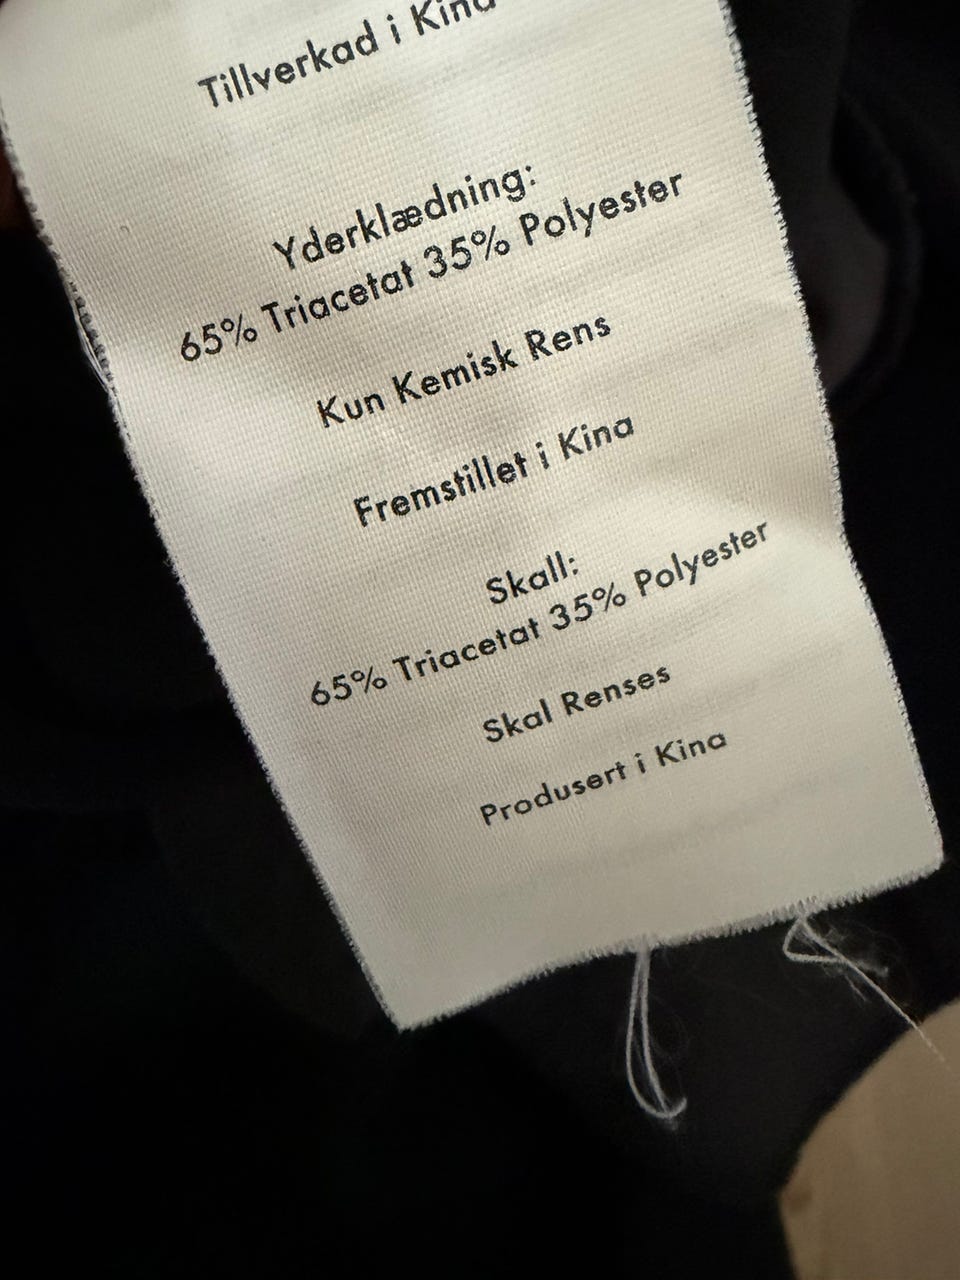 Tillverkad i Kina
Yderklædning:
65% Triacetat 35% Polyester
Kun Kemisk Rens
Fremstillet i Kina
Skall:
65% Triacetat 35% Polyester
Skal Renses
Produsert i Kina